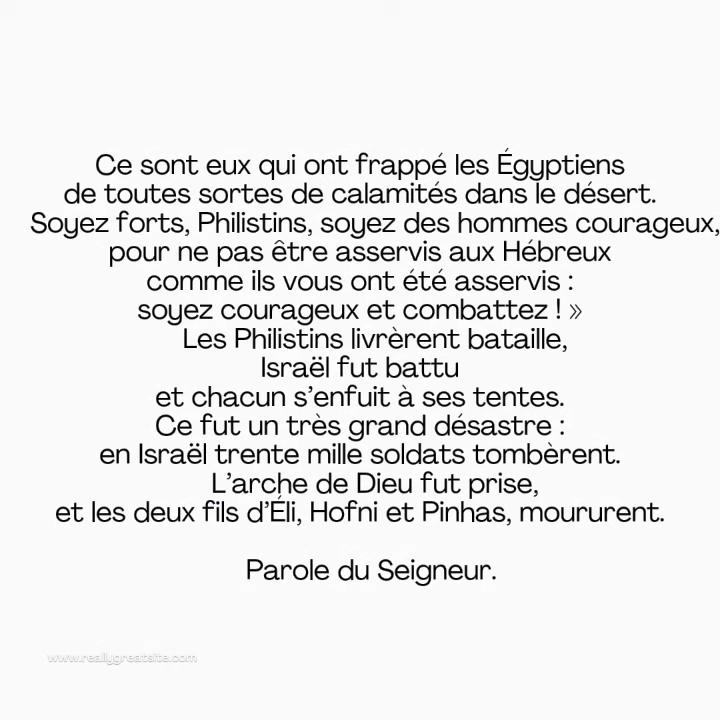 Ce sont eux qui ont frappé les Égyptiens
de toutes sortes de calamités dans le désert.
Soyez forts, Philistins, soyez des hommes courageux,
pour ne pas être asservis aux Hébreux
comme ils vous ont été asservis :
soyez courageux et combattez ! »
Les Philistins livrèrent bataille,
Israël fut battu
et chacun s’enfuit à ses tentes.
Ce fut un très grand désastre :
en Israël trente mille soldats tombèrent.
L’arche de Dieu fut prise,
et les deux fils d’Éli, Hofni et Pinhas, moururent.
Parole du Seigneur.
www.reallygreatsite.com